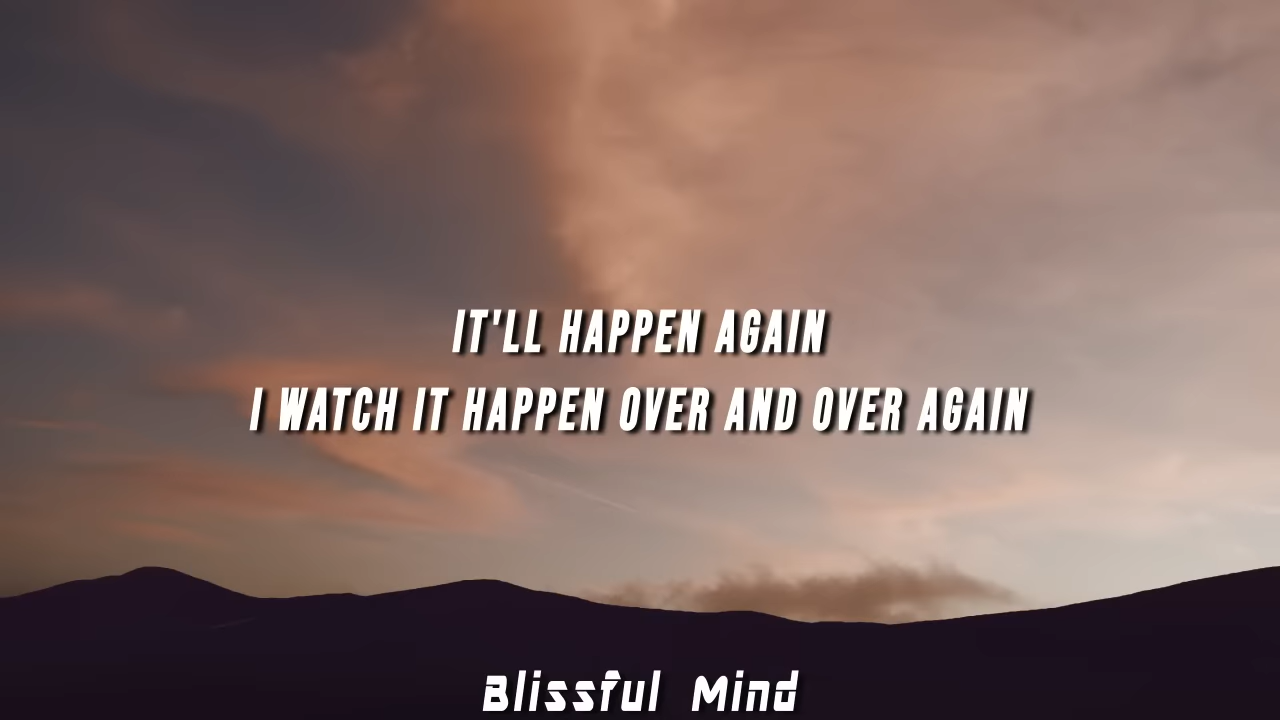 IT'LL HAPPEN AGAIN
I WATCH IT HAPPEN OVER AND OVER AGAIN
Blissful Mind